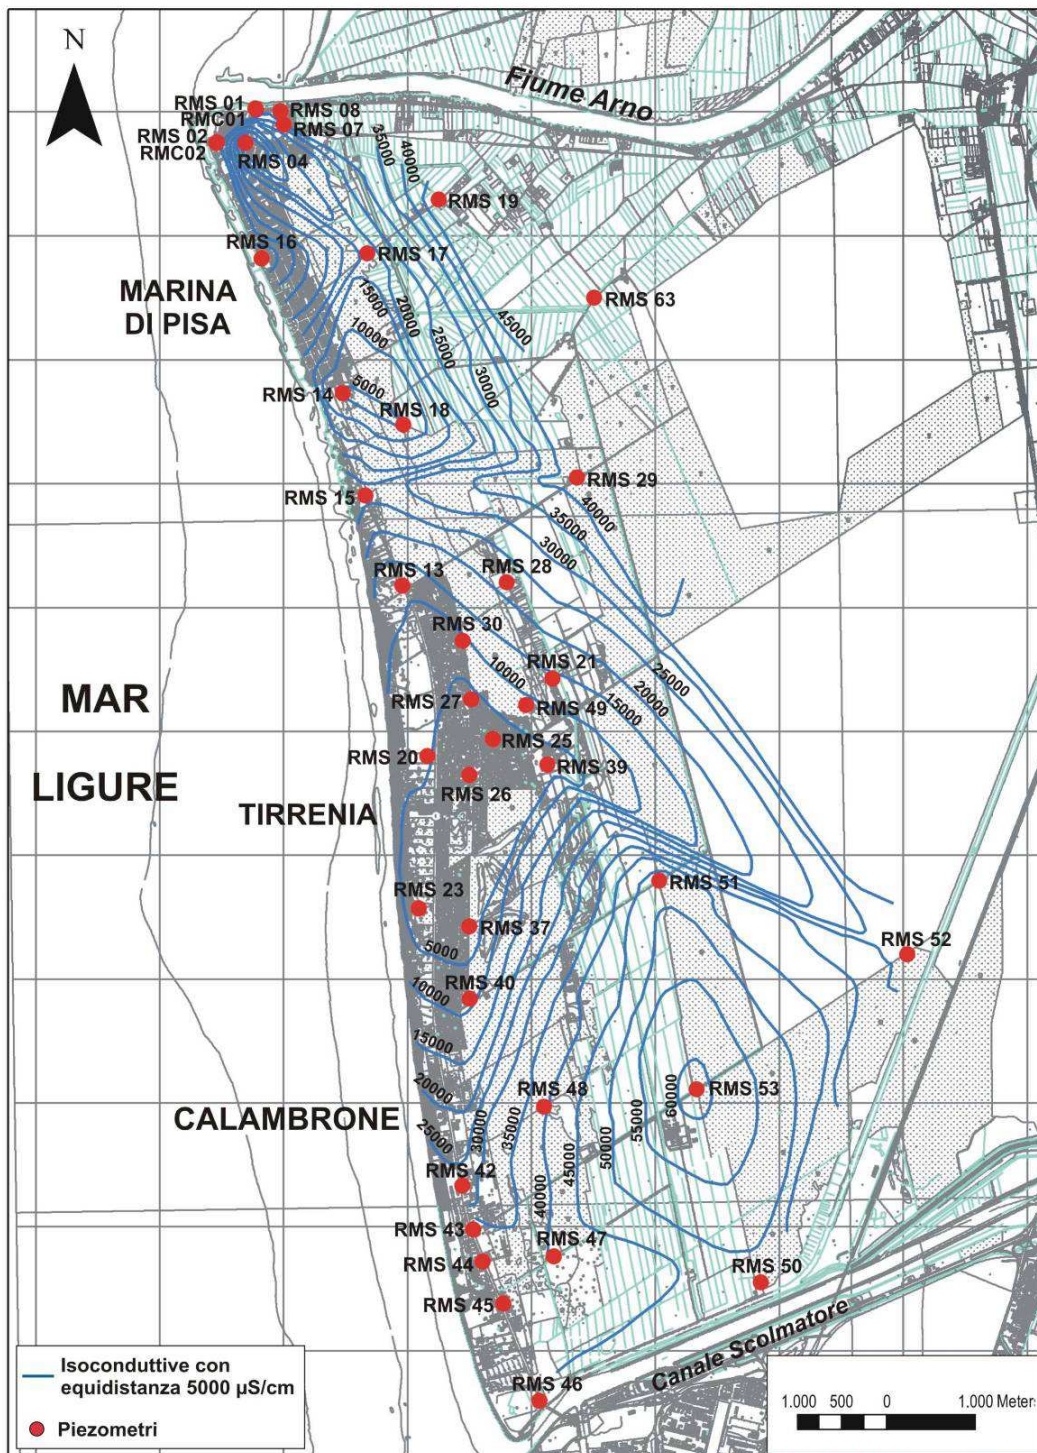 N
Fiume Arno
RMS 01
RMC01
RMS 02
RMC02
RMS 08
RMS 07
RMS 04
35000
40000
RMS 19
RMS 16
RMS 17
MARINA
DI PISA
RMS 63
15000
20000
10000
25000
45000
30000
5000
RMS 14
RMS 18
RMS 29
RMS 15
40000
35000
30000
RMS 13
RMS 28
RMS 30
RMS 21
10000
25000
20000
15000
MAR
LIGURE
RMS 27
RMS 49
RMS 25
RMS 20
RMS 39
RMS 26
TIRRENIA
RMS 23
RMS 51
RMS 37
5000
RMS 52
RMS 40
10000
15000
20000
RMS 48
RMS 53
60000
CALAMBRONE
25000
30000
35000
55000
50000
45000
40000
RMS 42
RMS 43
RMS 47
RMS 44
RMS 50
RMS 45
Canale Scolmatore
RMS 46
Isoconduttive con
equidistanza 5000 µS/cm
Piezometri
1.000 500 0 1.000 Meters